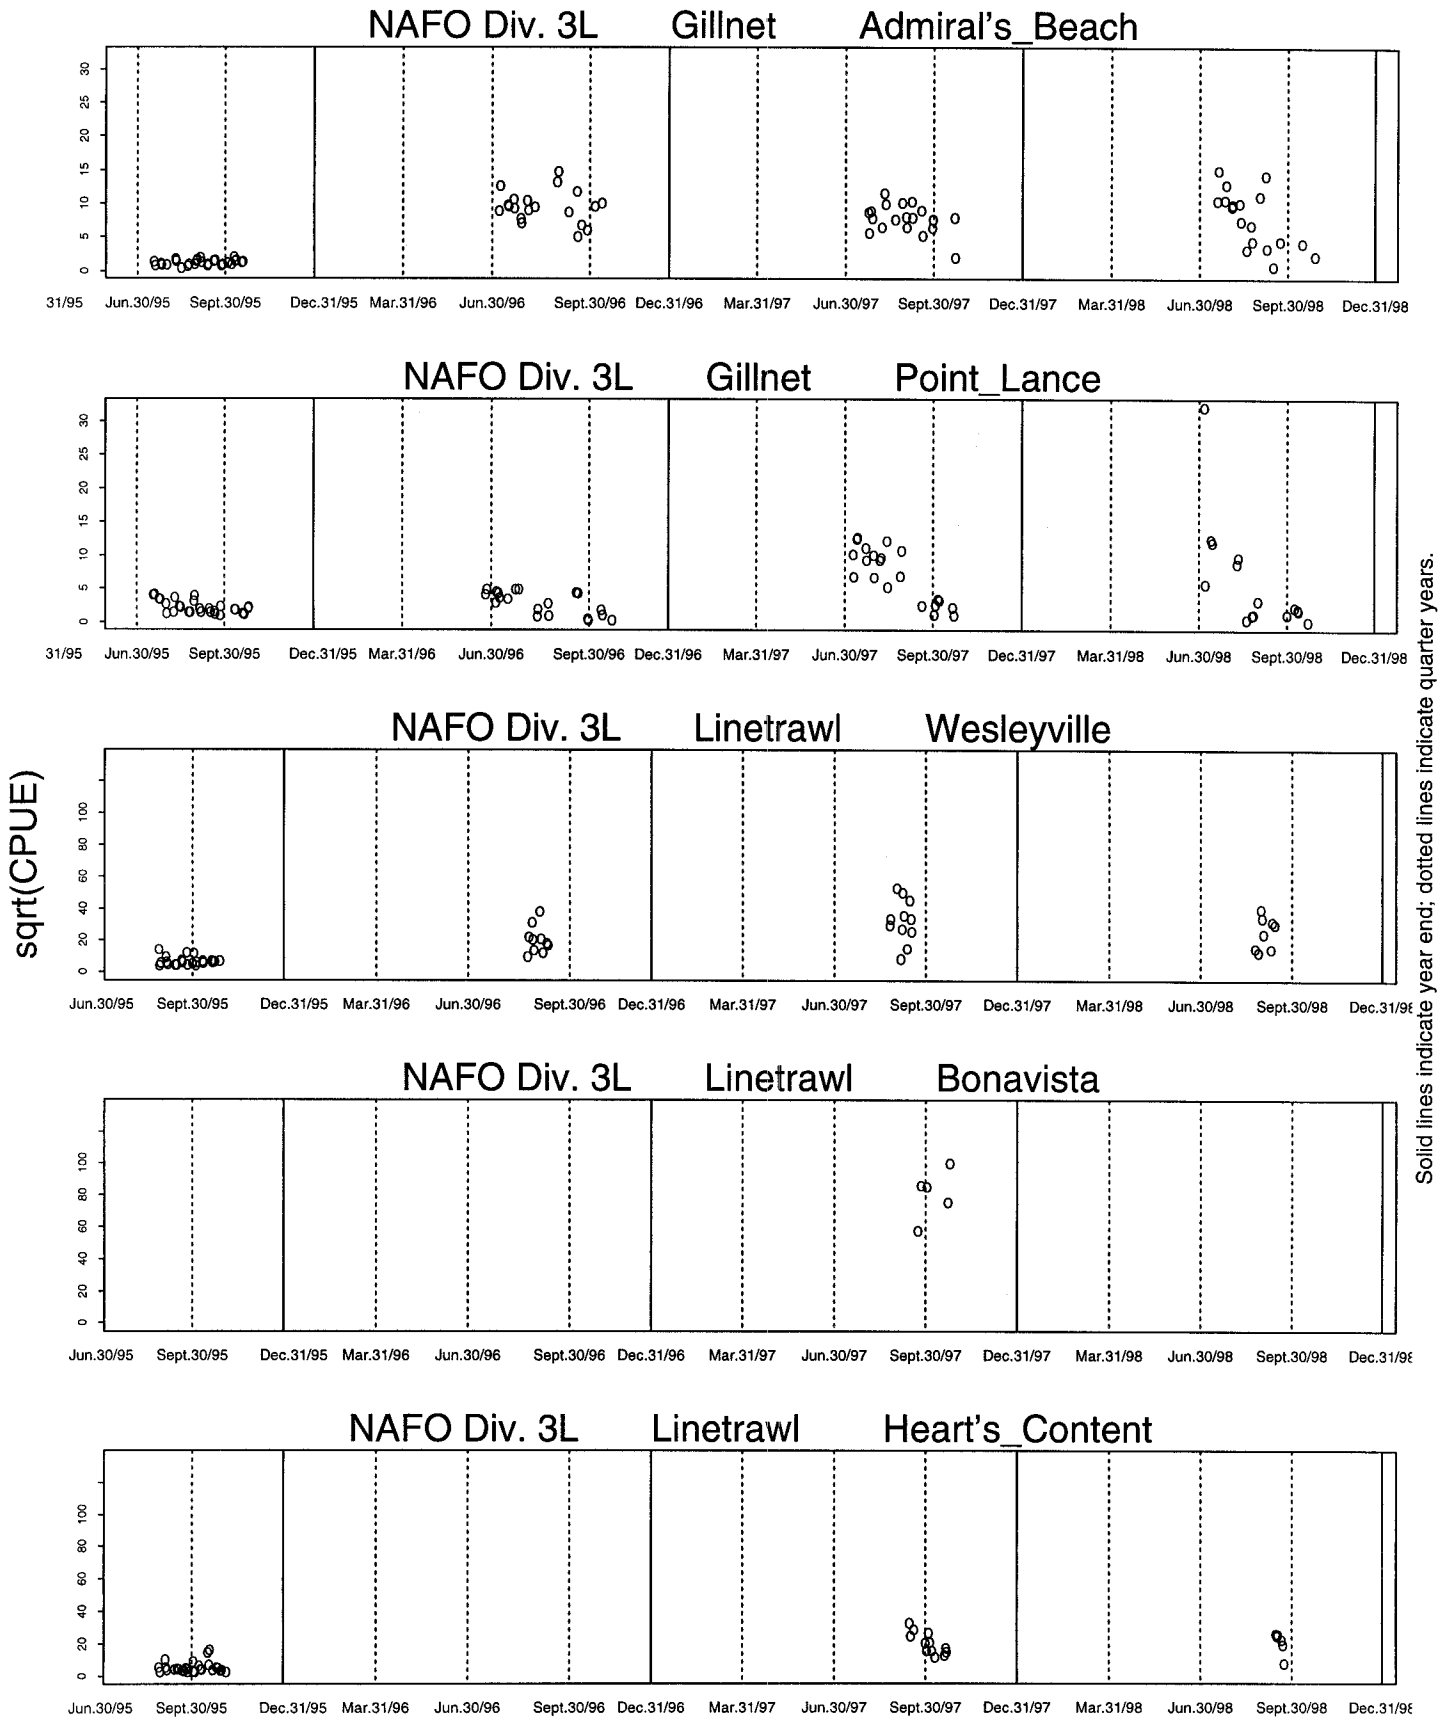 NAFO Div. 3L Gillnet Admiral's_Beach
30
25
20
15
10
5
0
31/95 Jun.30/95 Sept.30/95 Dec.31/95 Mar.31/96 Jun.30/96 Sept.30/96 Dec.31/96 Mar.31/97 Jun.30/97 Sept.30/97 Dec.31/97 Mar.31/98 Jun.30/98 Sept.30/98 Dec.31/98
NAFO Div. 3L Gillnet Point_Lance
30
25
20
15
10
5
0
31/95 Jun.30/95 Sept.30/95 Dec.31/95 Mar.31/96 Jun.30/96 Sept.30/96 Dec.31/96 Mar.31/97 Jun.30/97 Sept.30/97 Dec.31/97 Mar.31/98 Jun.30/98 Sept.30/98 Dec.31/98
NAFO Div. 3L Linetrawl Wesleyville
sqrt(CPUE)
100
80
60
40
20
0
Jun.30/95 Sept.30/95 Dec.31/95 Mar.31/96 Jun.30/96 Sept.30/96 Dec.31/96 Mar.31/97 Jun.30/97 Sept.30/97 Dec.31/97 Mar.31/98 Jun.30/98 Sept.30/98 Dec.31/98
NAFO Div. 3L Linetrawl Bonavista
100
80
60
40
20
0
Jun.30/95 Sept.30/95 Dec.31/95 Mar.31/96 Jun.30/96 Sept.30/96 Dec.31/96 Mar.31/97 Jun.30/97 Sept.30/97 Dec.31/97 Mar.31/98 Jun.30/98 Sept.30/98 Dec.31/98
NAFO Div. 3L Linetrawl Heart's_Content
100
80
60
40
20
0
Jun.30/95 Sept.30/95 Dec.31/95 Mar.31/96 Jun.30/96 Sept.30/96 Dec.31/96 Mar.31/97 Jun.30/97 Sept.30/97 Dec.31/97 Mar.31/98 Jun.30/98 Sept.30/98 Dec.31/98
Solid lines indicate year end; dotted lines indicate quarter years.